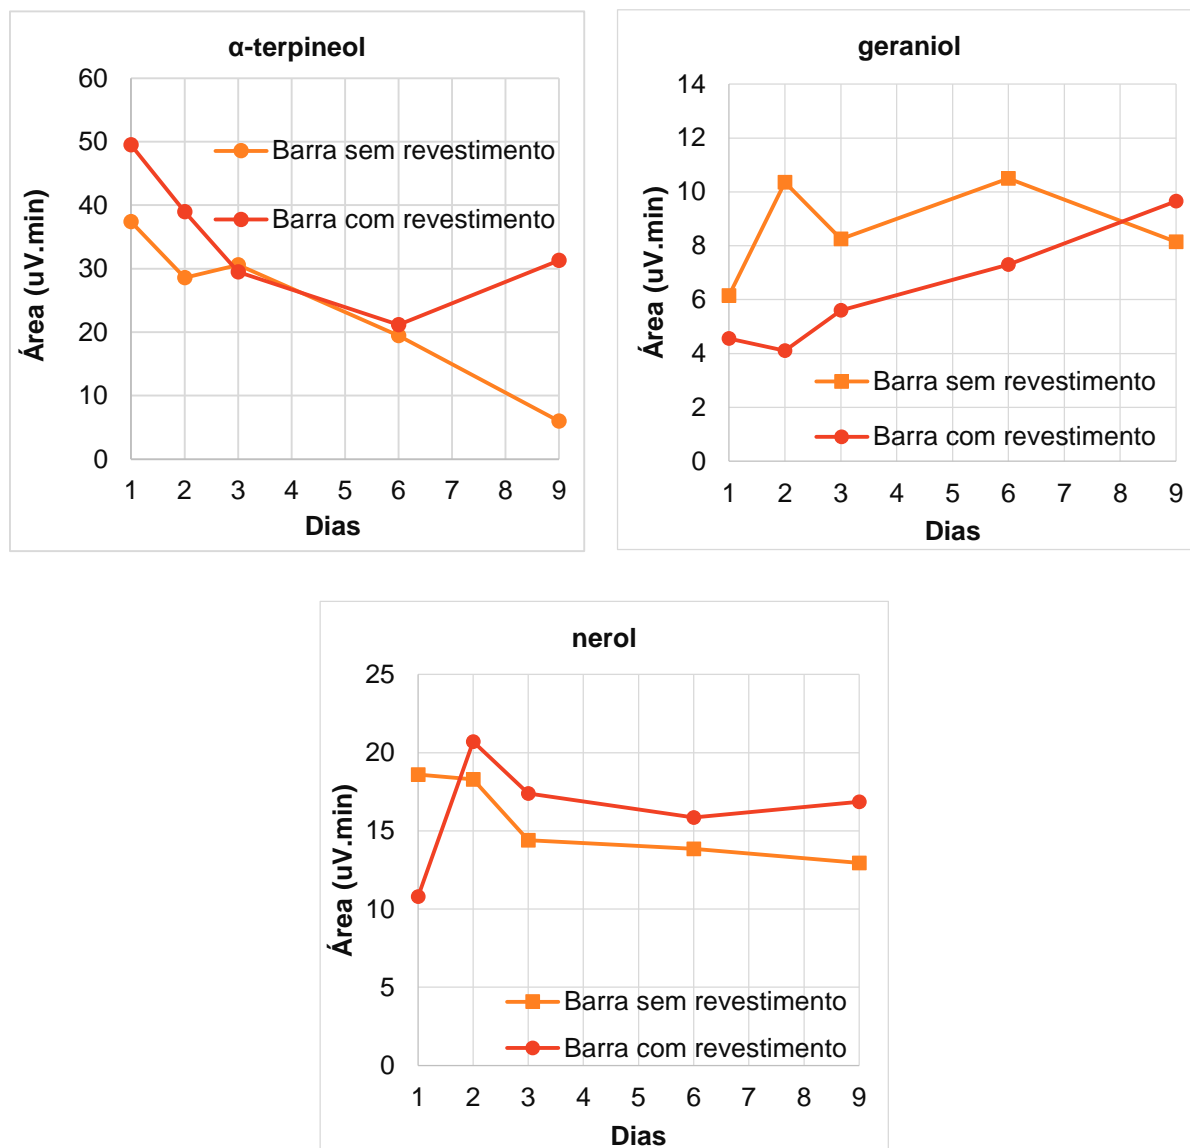 α-terpineol
60
50
40
30
20
10
0
Área (uV.min)
Barra sem revestimento
Barra com revestimento
1 2 3 4 5 6 7 8 9
Dias
geraniol
14
12
10
8
6
4
2
0
Área (uV.min)
Barra sem revestimento
Barra com revestimento
1 2 3 4 5 6 7 8 9
Dias
nerol
25
20
15
10
5
0
Área (uV.min)
Barra sem revestimento
Barra com revestimento
1 2 3 4 5 6 7 8 9
Dias